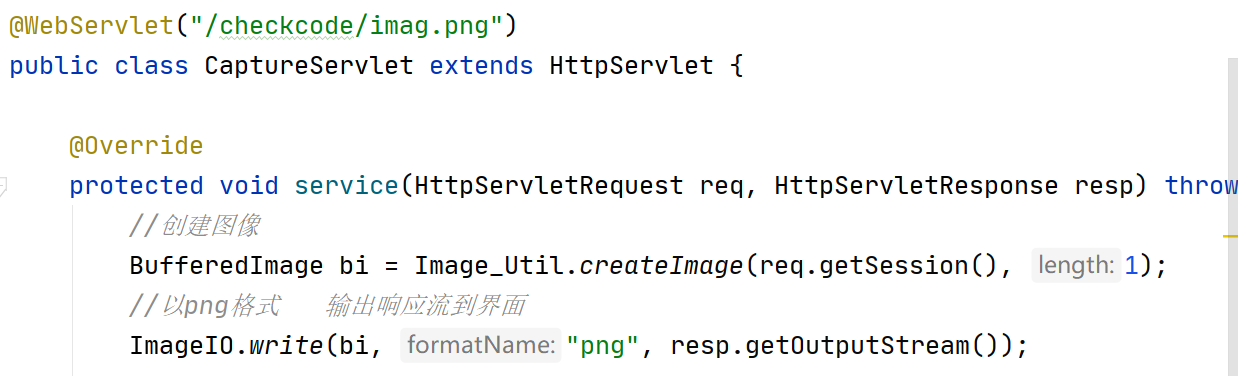 @WebServlet("/checkcode/imag.png")
public class CaptureServlet extends HttpServlet {
@Override
protected void service(HttpServletRequest req, HttpServletResponse resp) throw
//创建图像
BufferedImage bi = Image_Util.createImage(req.getSession(), length: 1);
//以png格式   输出响应流到界面
ImageIO.write(bi, formatName: "png", resp.getOutputStream());